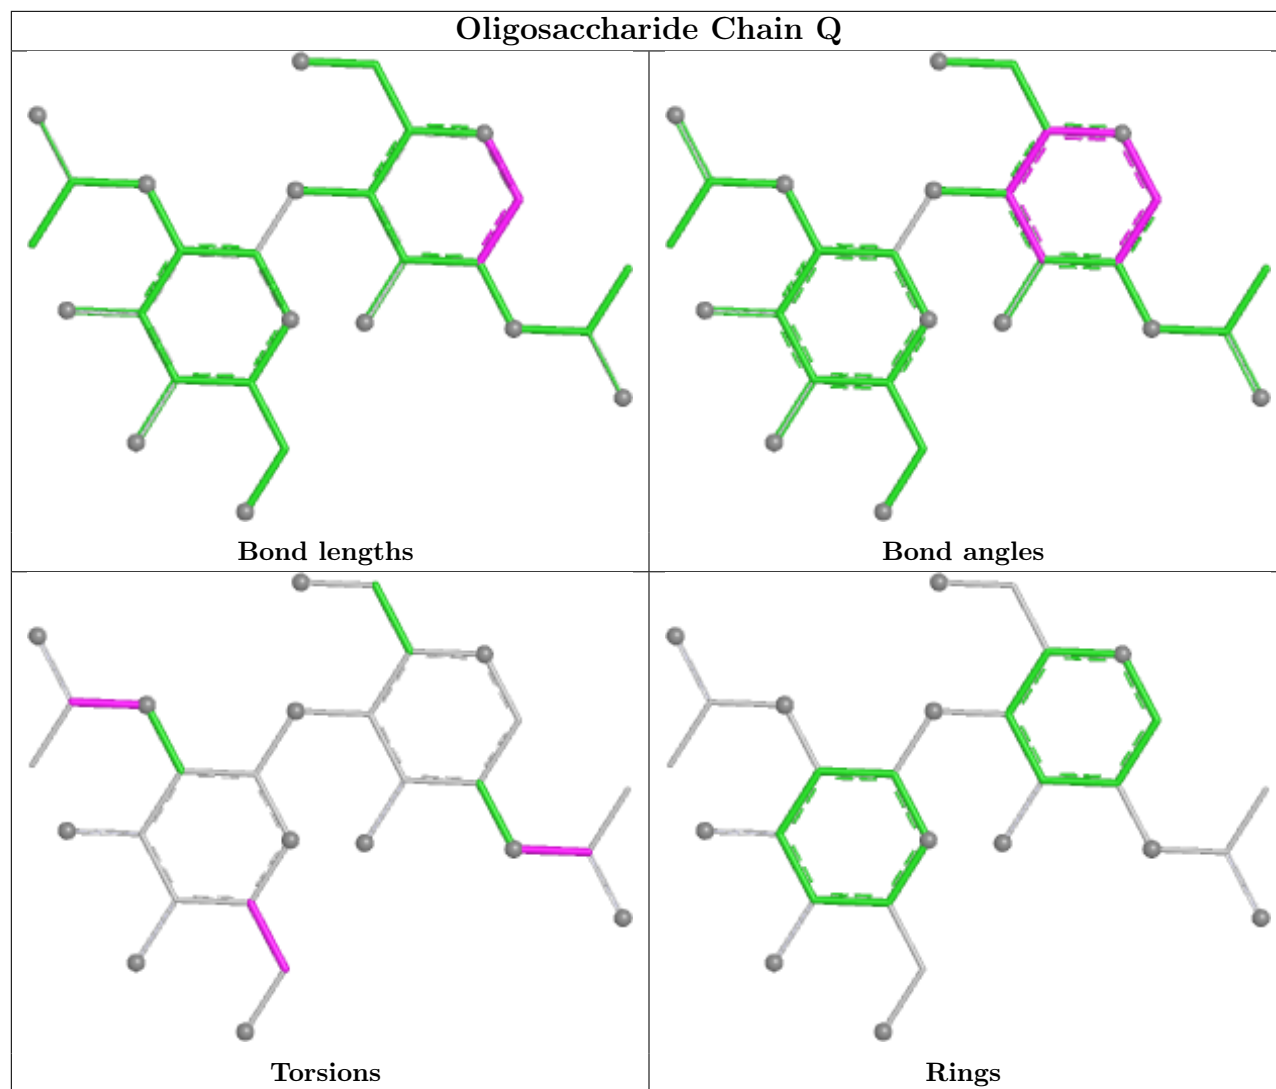 Oligosaccharide Chain Q
Bond lengths
Bond angles
Torsions
Rings